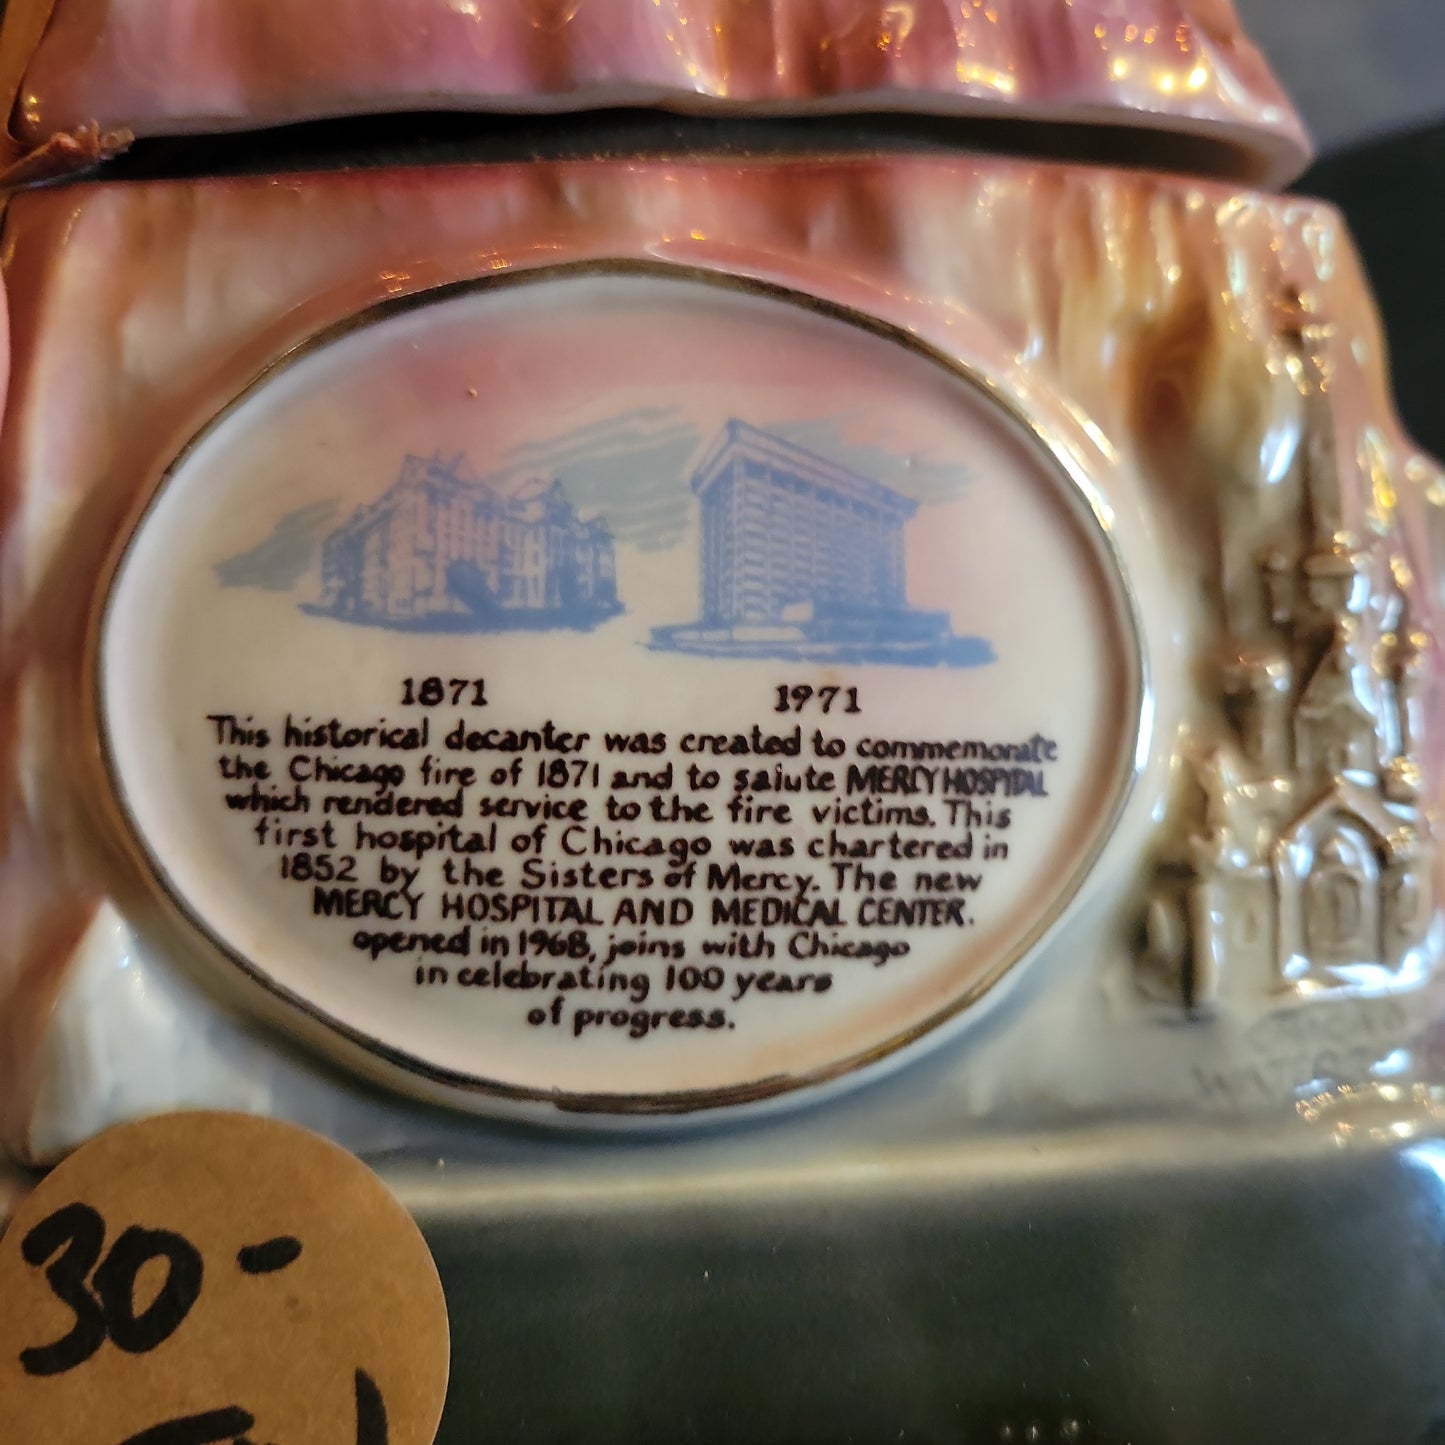 1871
1971
This historical decanter was created to commemorate
the Chicago fire of 1871 and to salute MERCY HOSPITAL
which rendered service to the fire victims. This
first hospital of Chicago was chartered in
1852 by the Sisters of Mercy. The new
MERCY HOSPITAL AND MEDICAL CENTER.
opened in 1968, joins with Chicago
in celebrating 100 years
of progress.
30-